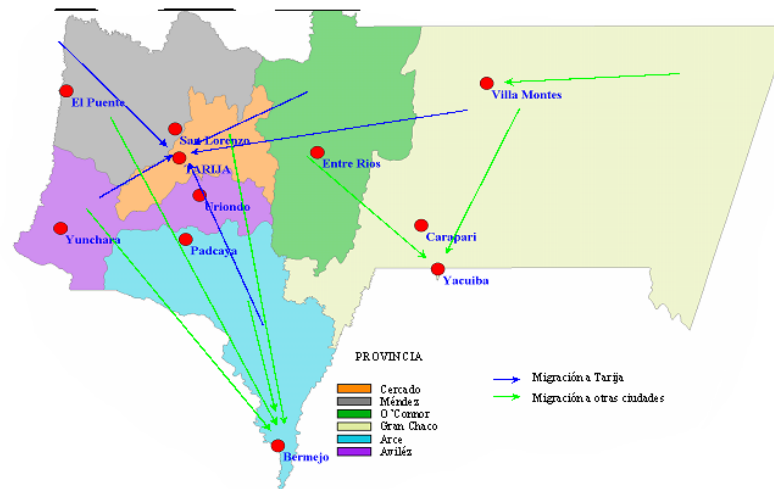 El Puente
San Lorenzo
TARIJA
Uriondo
Yunchara
Padcaya
Entre Rios
Villa Montes
Carapari
Yacuiba
Bermejo
PROVINCIA
Cercado
Méndez
O'Connor
Gran Chaco
Arce
Aviléz
Migración a Tarija
Migración a otras ciudades